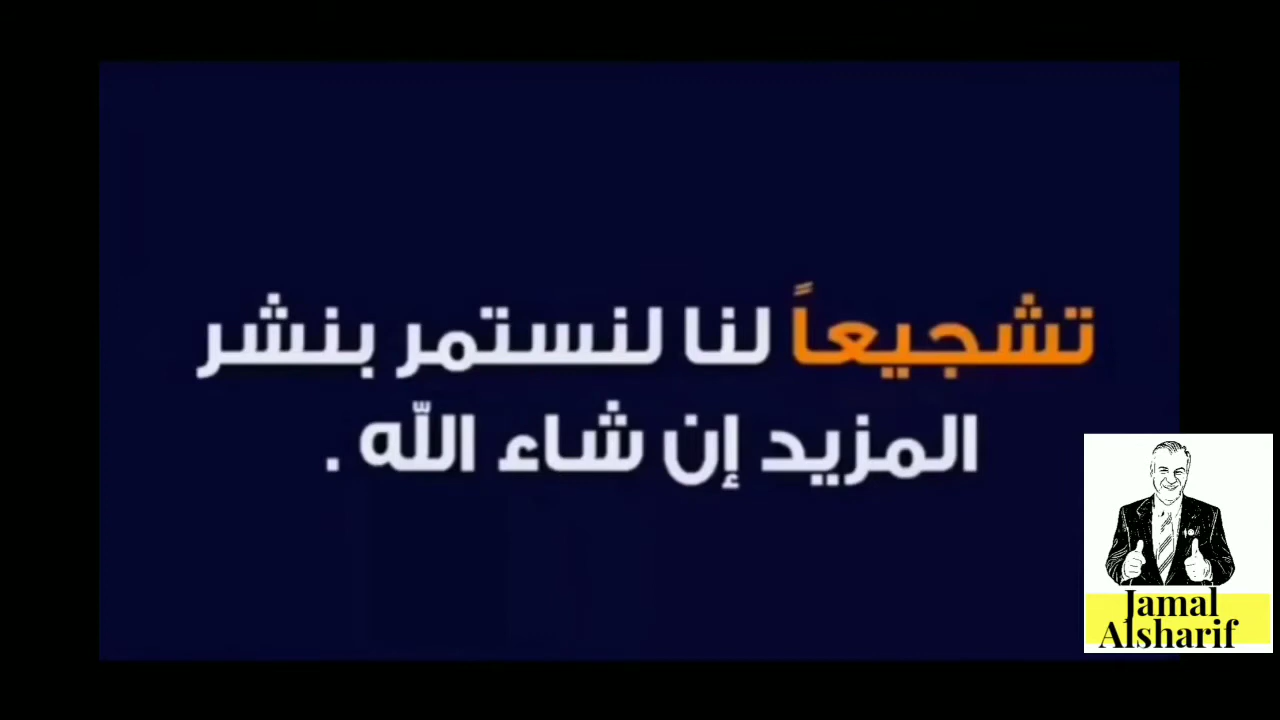 تشجيعاً لنا لنستمر بنشر
المزيد إن شاء الله .
Jamal
Alsharif